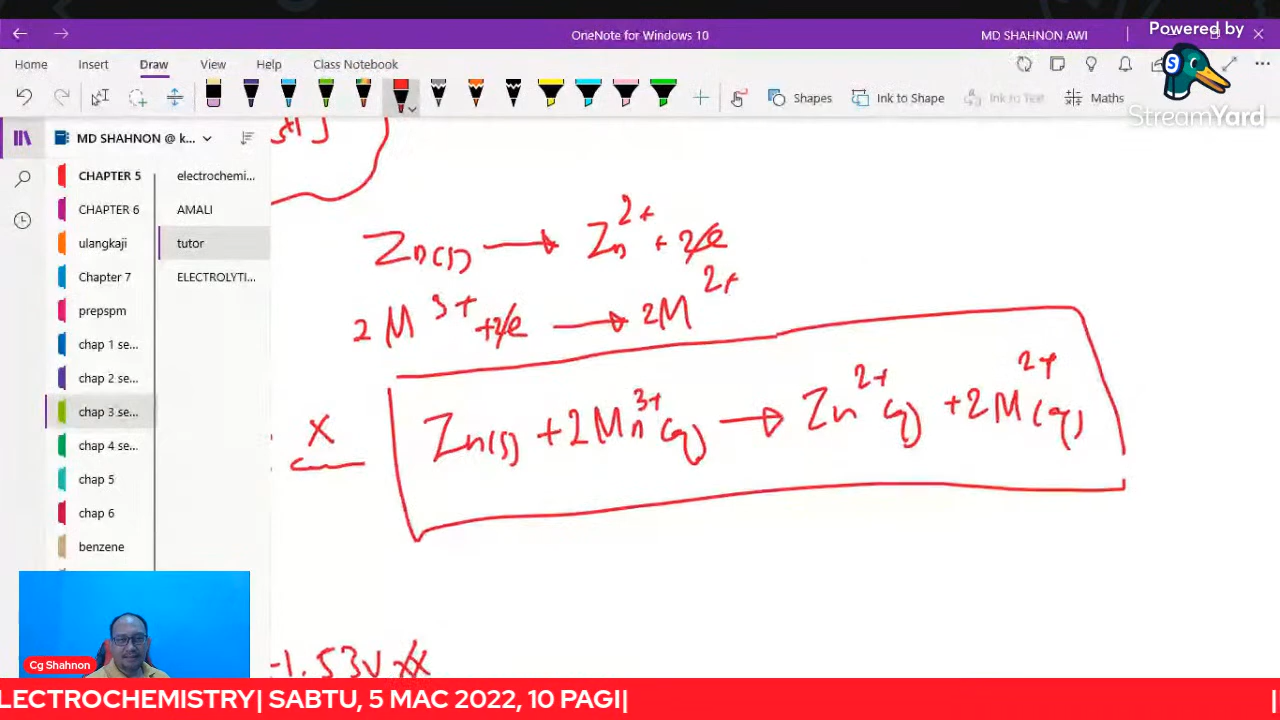 OneNote for Windows 10
MD SHAHNON AWI
Powered by
StreamYard
Home Insert Draw View Help Class Notebook
Shapes Ink to Shape Ink to Text Maths
MD SHAHNON @ k...
CHAPTER 5
CHAPTER 6
ulangkaji
Chapter 7
prepspm
chap 1 se...
chap 2 se...
chap 3 se...
chap 4 se...
chap 5
chap 6
benzene
electrochemi...
AMALI
tutor
ELECTROLYTI...
Zn(s) → Zn²⁺ + 2e
2M³⁺ + 2e → 2M²⁺
X
Zn(s) + 2Mn³⁺(q) → Zn²⁺(q) + 2M²⁺(q)
-1.53V
Cg Shahnon
LECTROCHEMISTRY| SABTU, 5 MAC 2022, 10 PAGI|